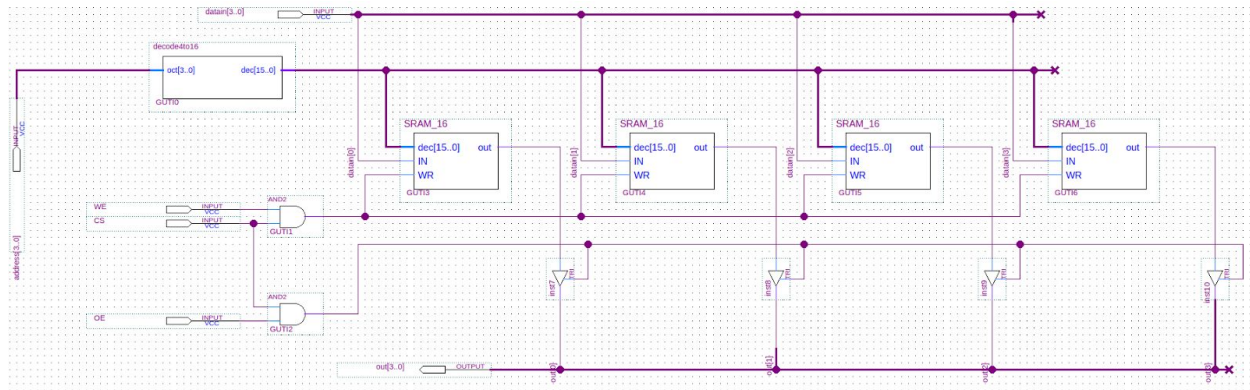 datain[3..0]
INPUT
VCC
decode4to16
oct[3..0]
dec[15..0]
GUTI0
INPUT
VCC
address[3..0]
SRAM_16
dec[15..0]
out
IN
WR
GUTI3
datain[0]
SRAM_16
dec[15..0]
out
IN
WR
GUTI4
datain[1]
SRAM_16
dec[15..0]
out
IN
WR
GUTI5
datain[2]
SRAM_16
dec[15..0]
out
IN
WR
GUTI6
datain[3]
WE
INPUT
VCC
CS
INPUT
VCC
AND2
GUTI1
TRI
inst7
TRI
inst8
TRI
inst9
TRI
inst10
AND2
GUTI2
OE
INPUT
VCC
out[3..0]
OUTPUT
out[0]
out[1]
out[2]
out[3]